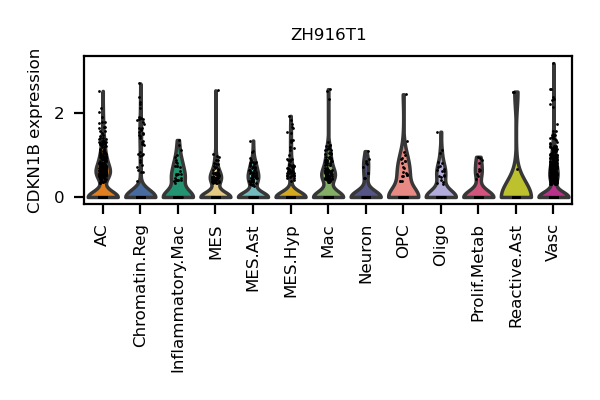 ZH916T1
CDKN1B expression
2
0
AC
Chromatin.Reg
Inflammatory.Mac
MES
MES.Ast
MES.Hyp
Mac
Neuron
OPC
Oligo
Prolif.Metab
Reactive.Ast
Vasc